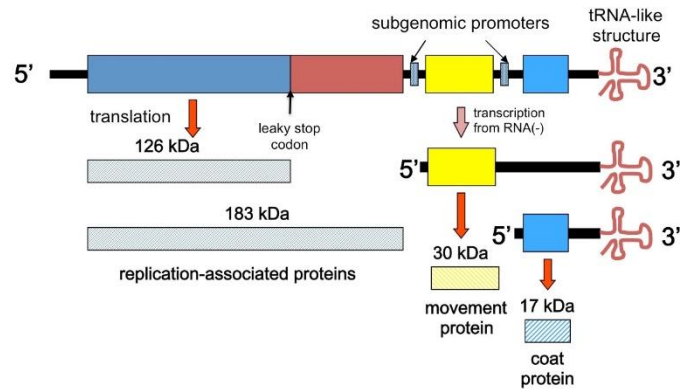 subgenomic promoters
tRNA-like
structure
5’
3’
translation
leaky stop
codon
transcription
from RNA(-)
126 kDa
5’
3’
183 kDa
5’
3’
replication-associated proteins
30 kDa
movement
protein
17 kDa
coat
protein